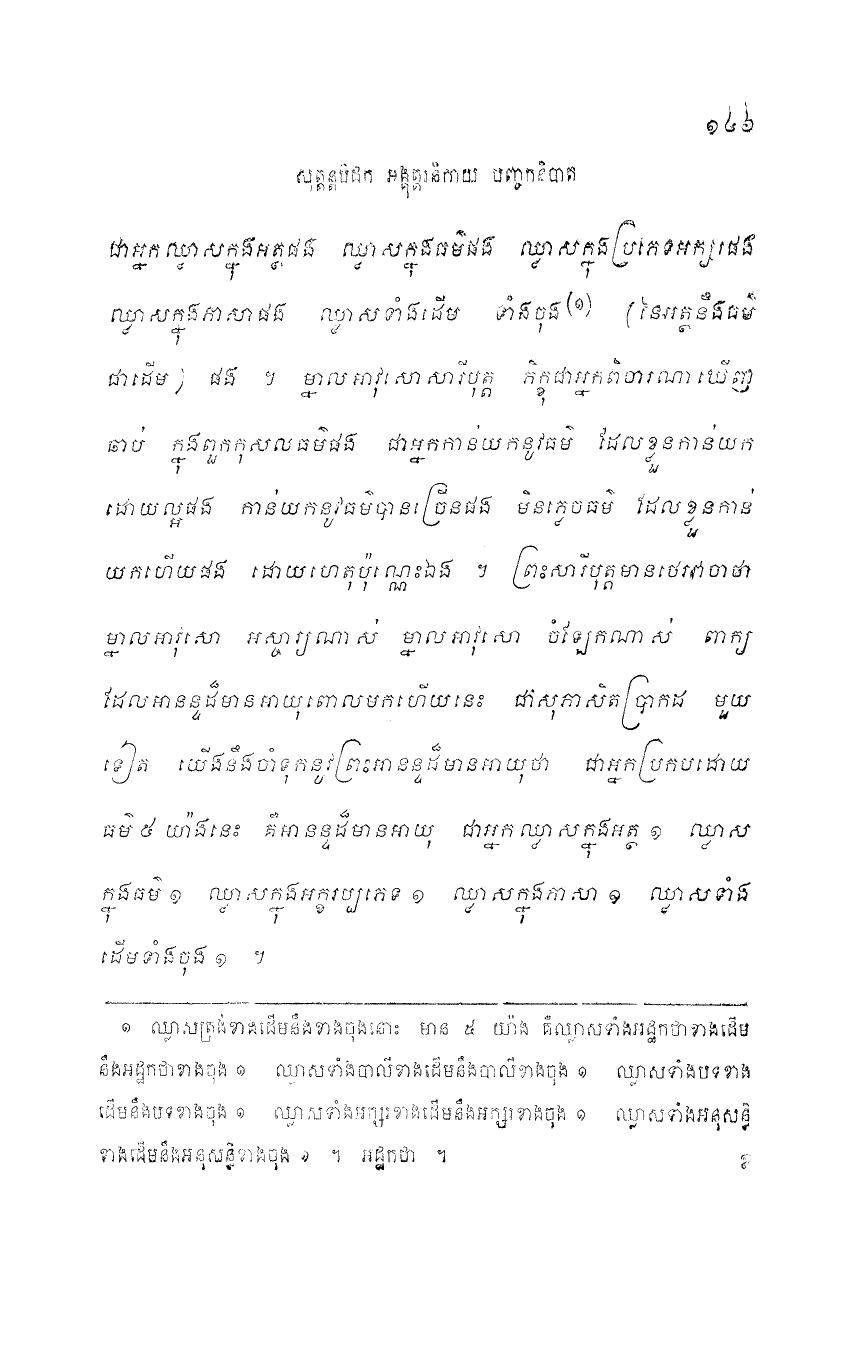 ១៤៦
សុត្តន្តបិដក អង្គុត្តរនិកាយ បញ្ចកនិបាត
ជាអ្នកឈ្លាសក្នុងអត្ថផង ឈ្លាសក្នុងធម៌ផង ឈ្លាសក្នុងប្រភេទអក្សរផង
ឈ្លាសក្នុងភាសាផង ឈ្លាសទាំងដើម ទាំងចុង(១) (នៃអត្ថនឹងធម៌
ជាដើម) ផង ។ ម្នាលអាវុសោសារីបុត្ត ភិក្ខុជាអ្នកពិចារណាឃើញ
ឆាប់ ក្នុងពួកកុសលធម៌ផង ជាអ្នកកាន់យកនូវធម៌ ដែលខ្លួនកាន់យក
ដោយល្អផង កាន់យកនូវធម៌បានច្រើនផង មិនភ្លេចធម៌ ដែលខ្លួនកាន់
យកហើយផង ដោយហេតុប៉ុណ្ណេះឯង ។ ព្រះសារីបុត្តមានថេរវាចាថា
ម្នាលអាវុសោ អស្ចារ្យណាស់ ម្នាលអាវុសោ ចំឡែកណាស់ ពាក្យ
ដែលអានន្ទដ៏មានអាយុពោលមកហើយនេះ ជាសុភាសិតប្រាកដ មួយ
ទៀត យើងនឹងចាំទុកនូវព្រះអានន្ទដ៏មានអាយុថា ជាអ្នកប្រកបដោយ
ធម៌ ៥ យ៉ាងនេះ គឺអានន្ទដ៏មានអាយុ ជាអ្នកឈ្លាសក្នុងអត្ថ ១ ឈ្លាស
ក្នុងធម៌ ១ ឈ្លាសក្នុងអក្ខរប្បភេទ ១ ឈ្លាសក្នុងភាសា ១ ឈ្លាសទាំង
ដើមទាំងចុង ១ ។
១ ឈ្លាសត្រង់ខាងដើមនឹងខាងចុងនោះ មាន ៥ យ៉ាង គឺឈ្លាសទាំងអដ្ឋកថាខាងដើម
នឹងអដ្ឋកថាខាងចុង ១ ឈ្លាសទាំងបាលីខាងដើមនឹងបាលីខាងចុង ១ ឈ្លាសទាំងបទខាង
ដើមនឹងបទខាងចុង ១ ឈ្លាសទាំងអក្សរខាងដើមនឹងអក្សរខាងចុង ១ ឈ្លាសទាំងអនុសន្ធិ
ខាងដើមនឹងអនុសន្ធិខាងចុង ១ ។ អដ្ឋកថា ។